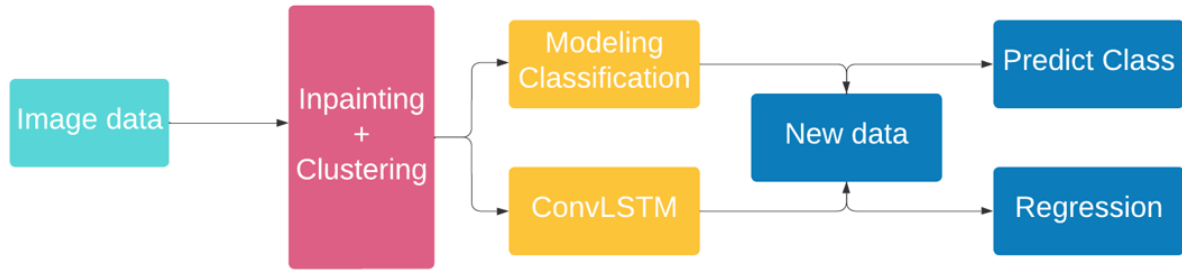 Image data
Inpainting
+
Clustering
Modeling
Classification
ConvLSTM
New data
Predict Class
Regression